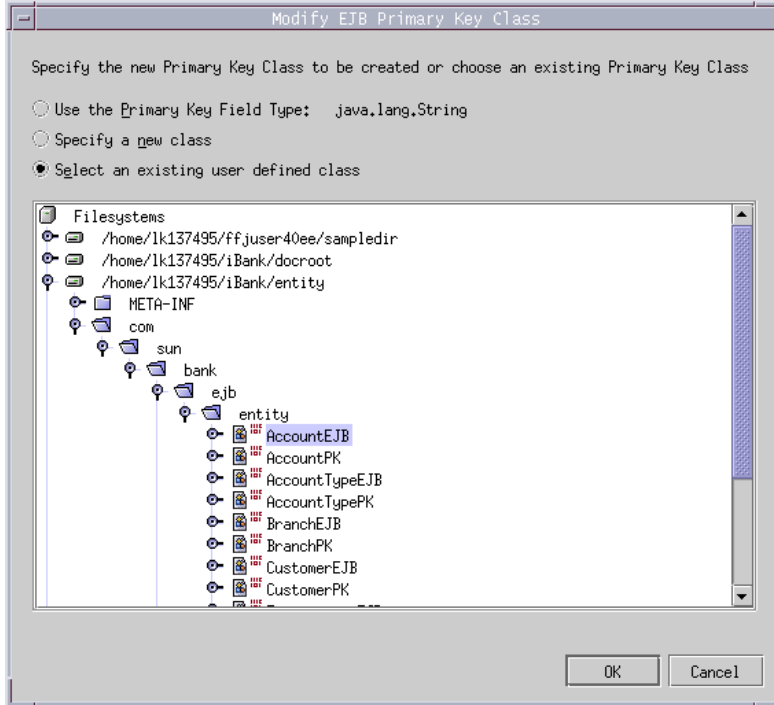 Modify EJB Primary Key Class
Specify the new Primary Key Class to be created or choose an existing Primary Key Class
Use the Primary Key Field Type: java.lang.String
Specify a new class
Select an existing user defined class
Filesystems
/home/lk137495/ffjuser40ee/sampledir
/home/lk137495/iBank/docroot
/home/lk137495/iBank/entity
META-INF
com
sun
bank
ejb
entity
AccountEJB
AccountPK
AccountTypeEJB
AccountTypePK
BranchEJB
BranchPK
CustomerEJB
CustomerPK
OK Cancel